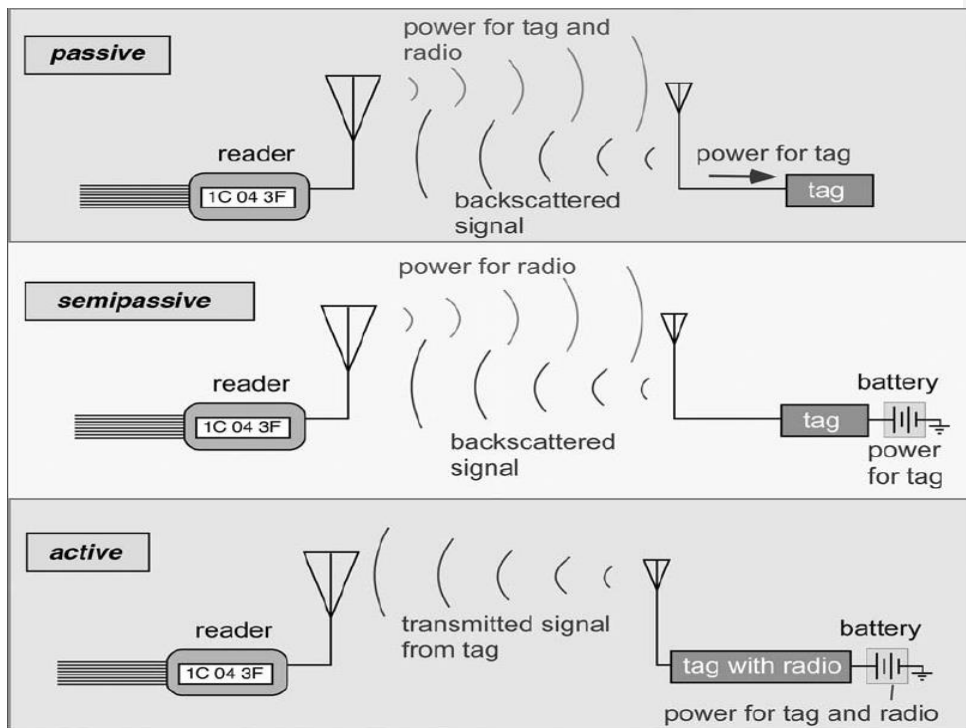 passive
power for tag and
radio
reader
1C 04 3F
backscattered
signal
power for tag
tag
semipassive
power for radio
reader
1C 04 3F
backscattered
signal
tag
battery
power
for tag
active
reader
1C 04 3F
transmitted signal
from tag
tag with radio
battery
power for tag and radio